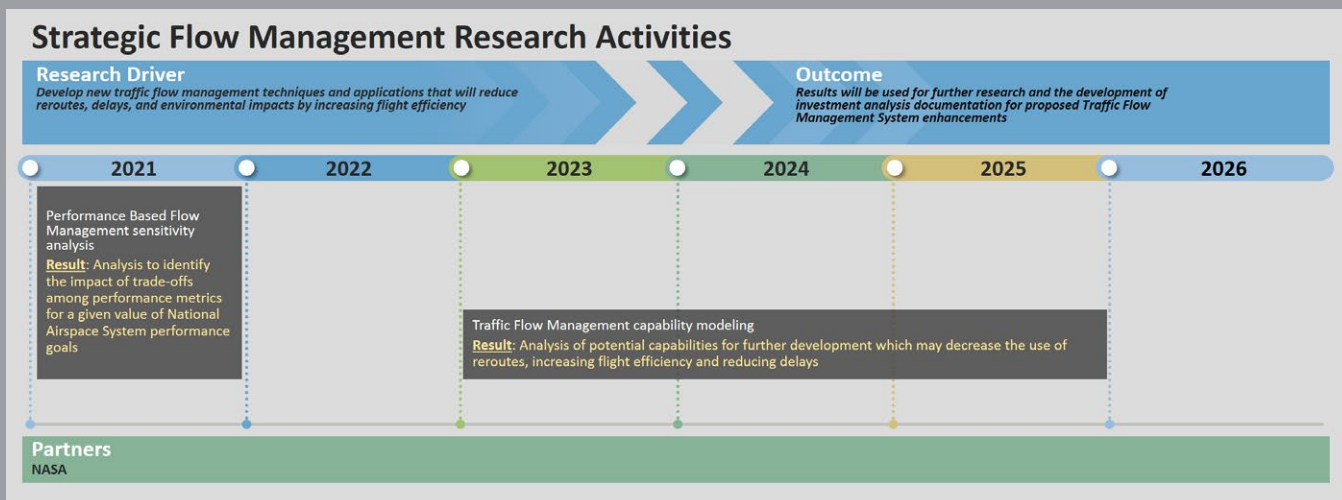 Strategic Flow Management Research Activities
Research Driver
Develop new traffic flow management techniques and applications that will reduce
reroutes, delays, and environmental impacts by increasing flight efficiency
Outcome
Results will be used for further research and the development of
investment analysis documentation for proposed Traffic Flow
Management System enhancements
2021
2022
2023
2024
2025
2026
Performance Based Flow
Management sensitivity
analysis
Result: Analysis to identify
the impact of trade-offs
among performance metrics
for a given value of National
Airspace System performance
goals
Traffic Flow Management capability modeling
Result: Analysis of potential capabilities for further development which may decrease the use of
reroutes, increasing flight efficiency and reducing delays
Partners
NASA